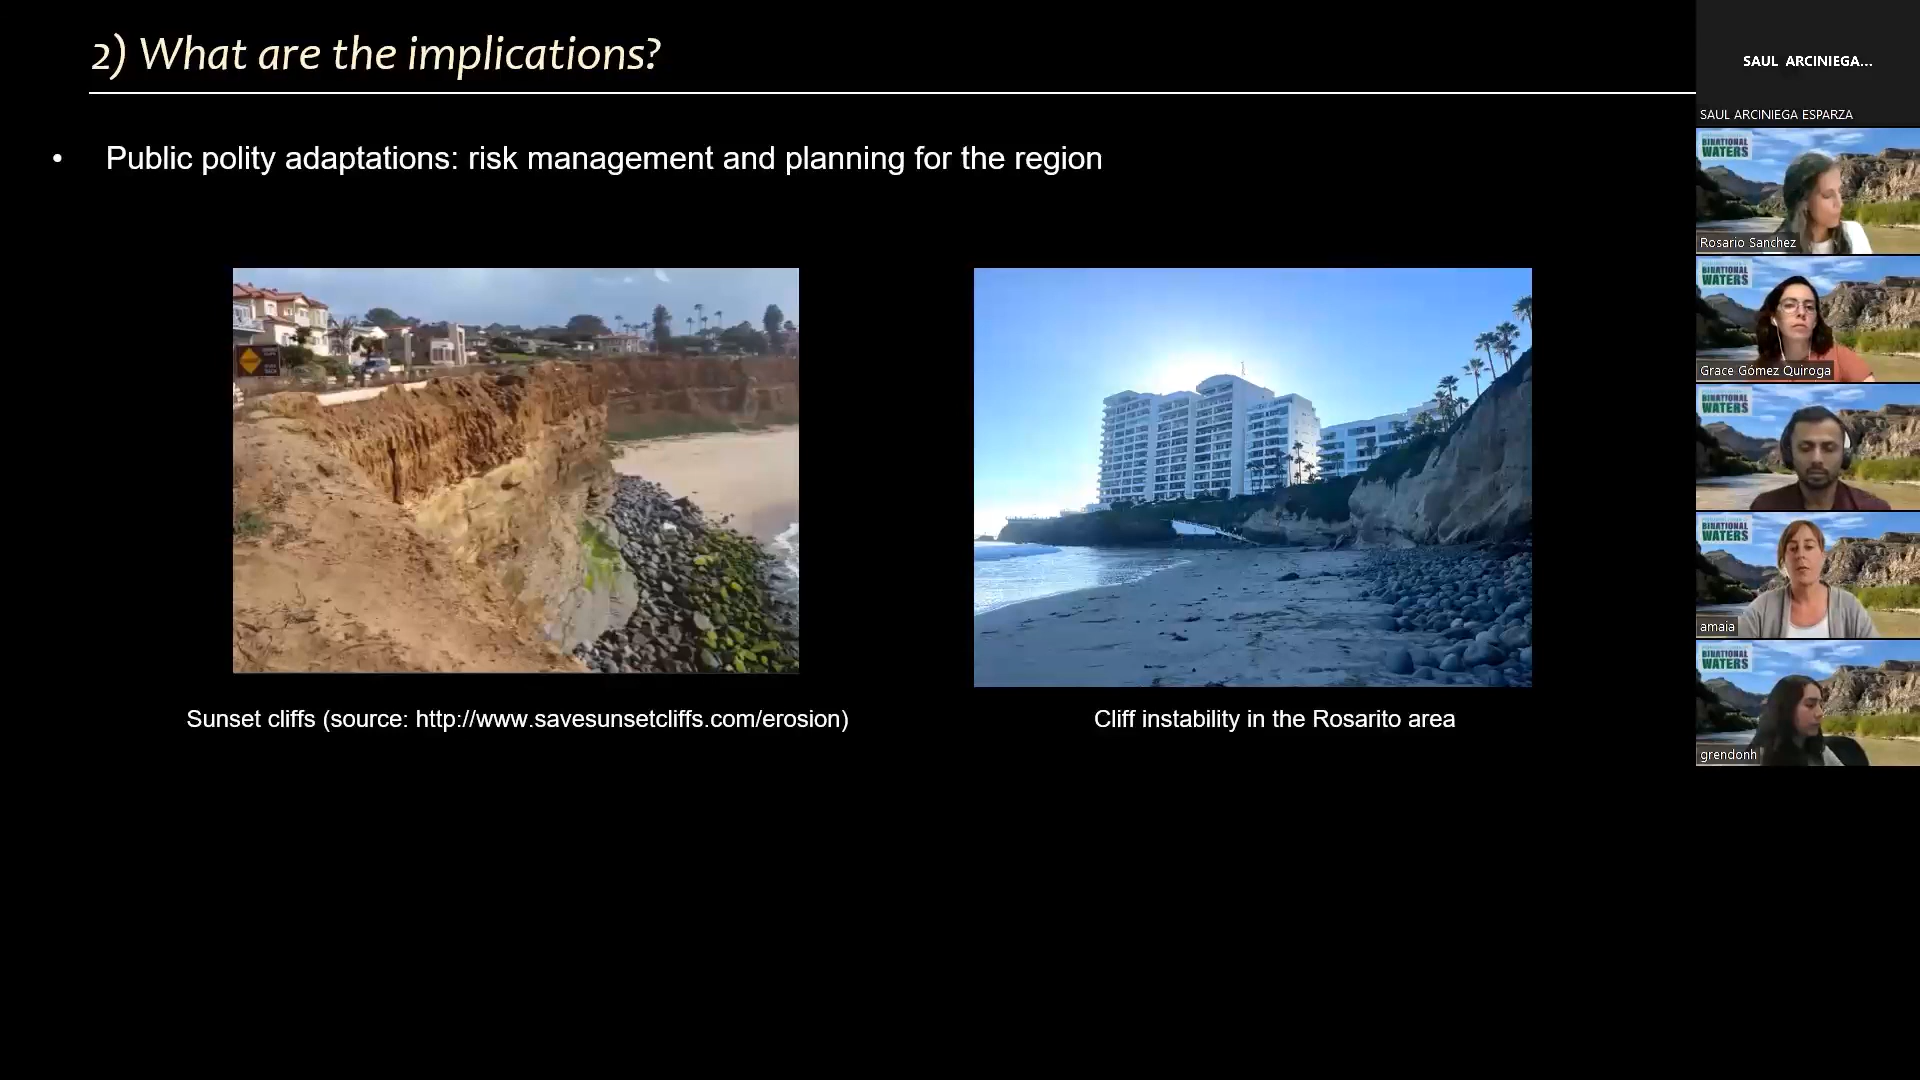 2) What are the implications?
• Public polity adaptations: risk management and planning for the region
Sunset cliffs (source: http://www.savesunsetcliffs.com/erosion)
Cliff instability in the Rosarito area
SAUL ARCINIEGA...
SAUL ARCINIEGA ESPARZA
BINATIONAL
WATERS
Rosario Sanchez
BINATIONAL
WATERS
Grace Gómez Quiroga
BINATIONAL
WATERS
BINATIONAL
WATERS
amaia
BINATIONAL
WATERS
grendonh